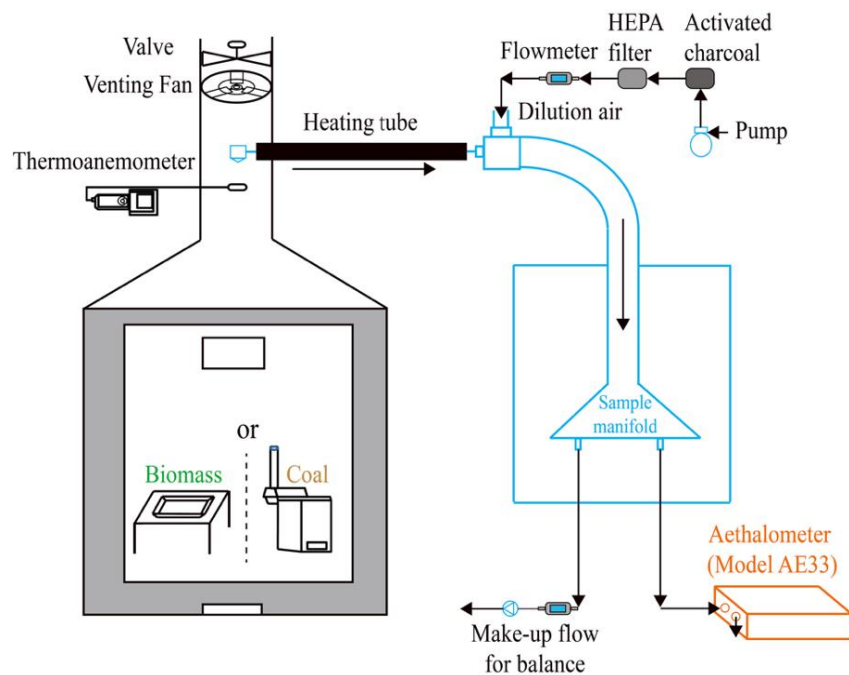 Valve
Venting Fan
Thermoanemometer
Heating tube
Flowmeter
HEPA
filter
Activated
charcoal
Dilution air
Pump
Sample
manifold
or
Biomass
Coal
Aethalometer
(Model AE33)
Make-up flow
for balance